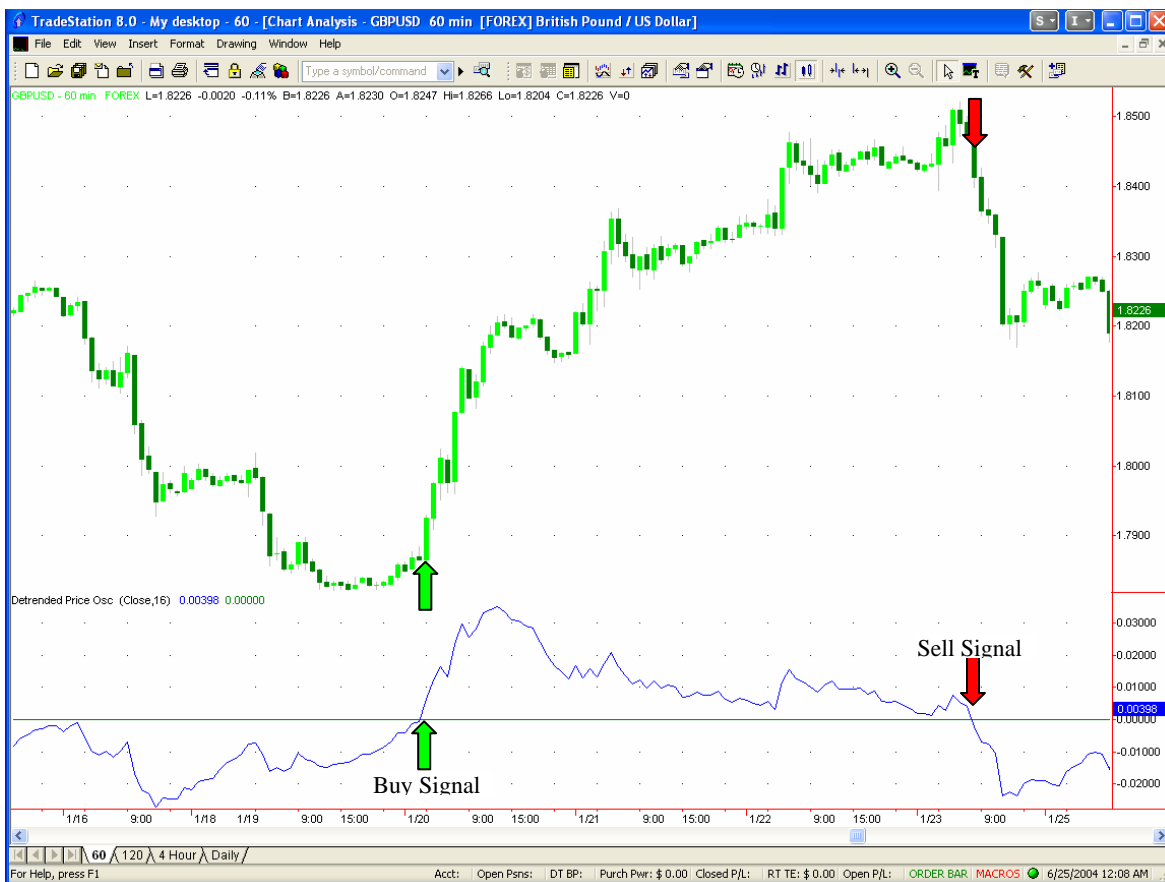 TradeStation 8.0 - My desktop - 60 - [Chart Analysis - GBPUSD 60 min [FOREX] British Pound / US Dollar]
S I
File Edit View Insert Format Drawing Window Help
Type a symbol/command
GBPUSD - 60 min FOREX L=1.8226 -0.0020 -0.11% B=1.8226 A=1.8230 O=1.8247 Hi=1.8266 Lo=1.8204 C=1.8226 V=0
1.8500
1.8400
1.8300
1.8226
1.8200
1.8100
1.8000
1.7900
Detrended Price Osc (Close,16) 0.00398 0.00000
0.03000
Sell Signal
0.02000
0.01000
0.00398
0.00000
-0.01000
Buy Signal
-0.02000
1/16 9:00 1/18 1/19 9:00 15:00 1/20 9:00 15:00 1/21 9:00 15:00 1/22 9:00 15:00 1/23 9:00 1/25
60 120 4 Hour Daily
For Help, press F1 Acct: Open Psns: DT BP: Purch Pwr: $ 0.00 Closed P/L: RT TE: $ 0.00 Open P/L: ORDER BAR MACROS 6/25/2004 12:08 AM